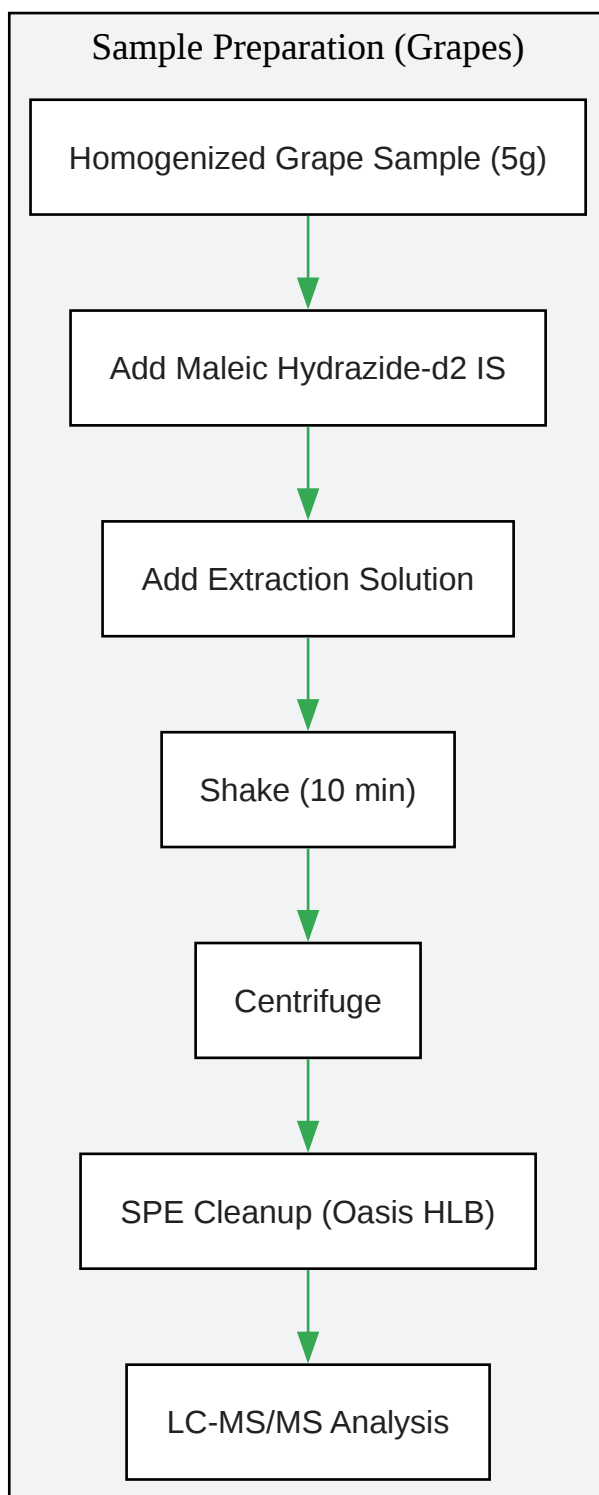 Sample Preparation (Grapes)
Homogenized Grape Sample (5g)
Add Maleic Hydrazide-d2 IS
Add Extraction Solution
Shake (10 min)
Centrifuge
SPE Cleanup (Oasis HLB)
LC-MS/MS Analysis